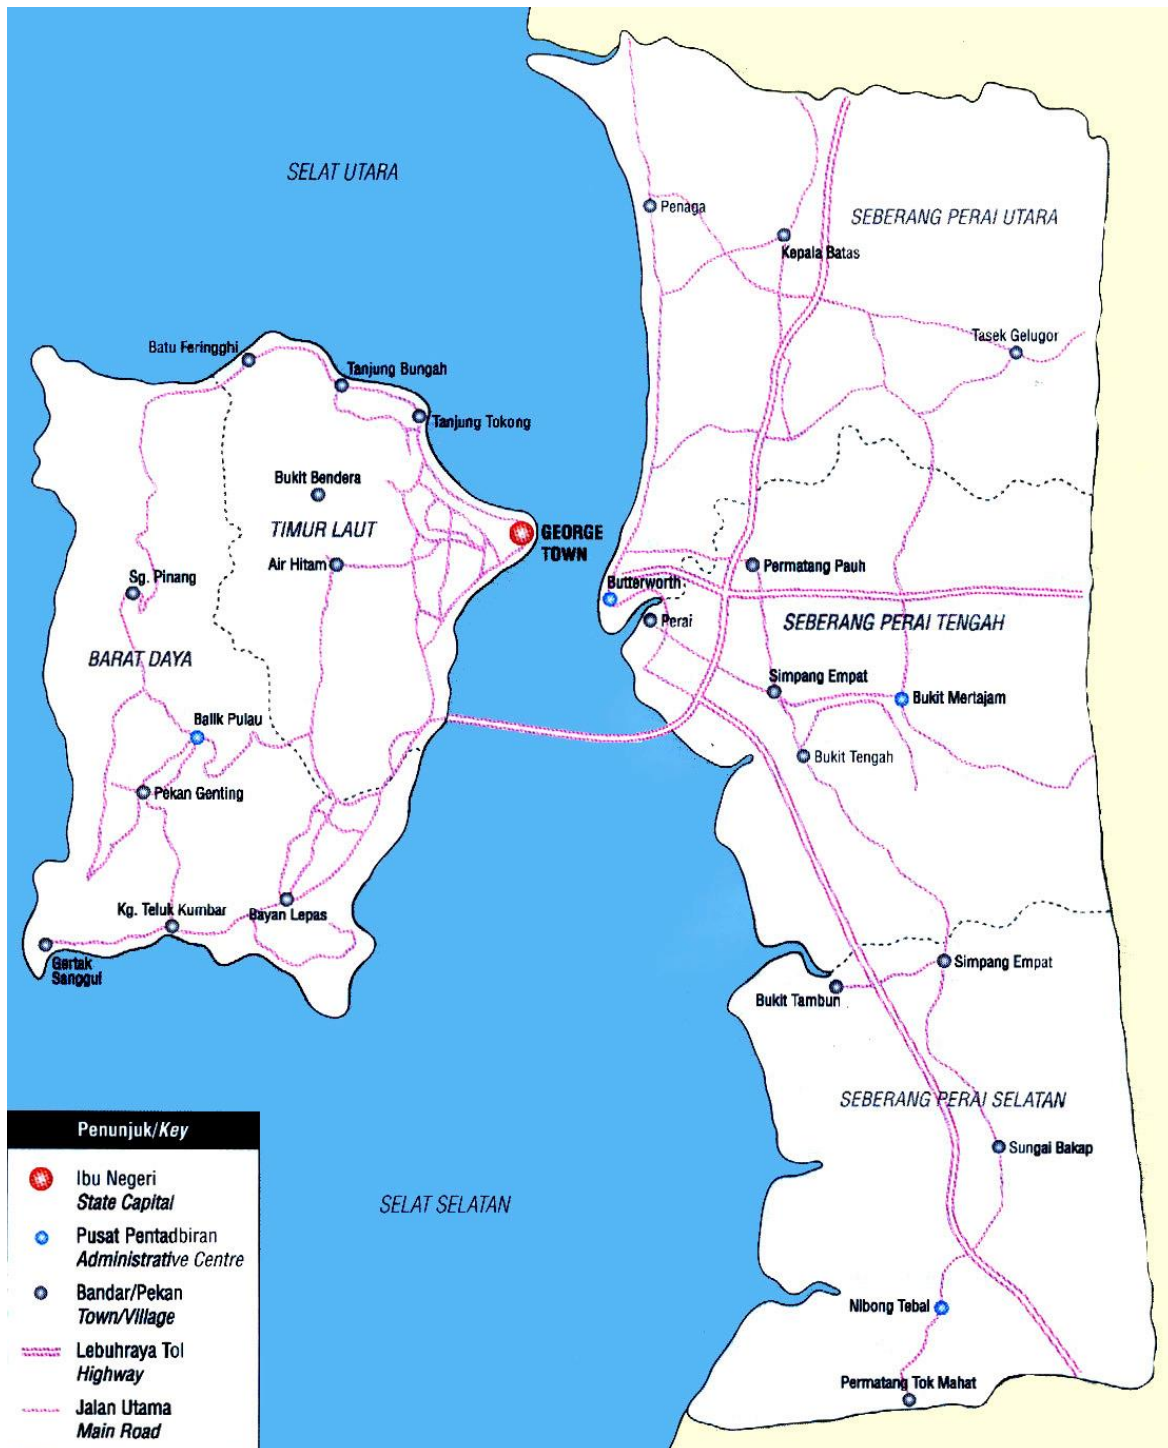 SELAT UTARA
Penaga
SEBERANG PERAI UTARA
Kepala Batas
Tasek Gelugor
Batu Feringghi
Tanjung Bungah
Tanjung Tokong
Bukit Bendera
TIMUR LAUT
GEORGE
TOWN
Air Hitam
Permatang Pauh
Sg. Pinang
Butterworth
Perai
SEBERANG PERAI TENGAH
BARAT DAYA
Simpang Empat
Bukit Mertajam
Balik Pulau
Bukit Tengah
Pekan Genting
Kg. Teluk Kumbar
Bayan Lepas
Gertak
Sanggul
Simpang Empat
Bukit Tambun
SEBERANG PERAI SELATAN
Sungai Bakap
SELAT SELATAN
Nibong Tebal
Permatang Tok Mahat
Penunjuk/Key
Ibu Negeri
State Capital
Pusat Pentadbiran
Administrative Centre
Bandar/Pekan
Town/Village
Lebuhraya Tol
Highway
Jalan Utama
Main Road